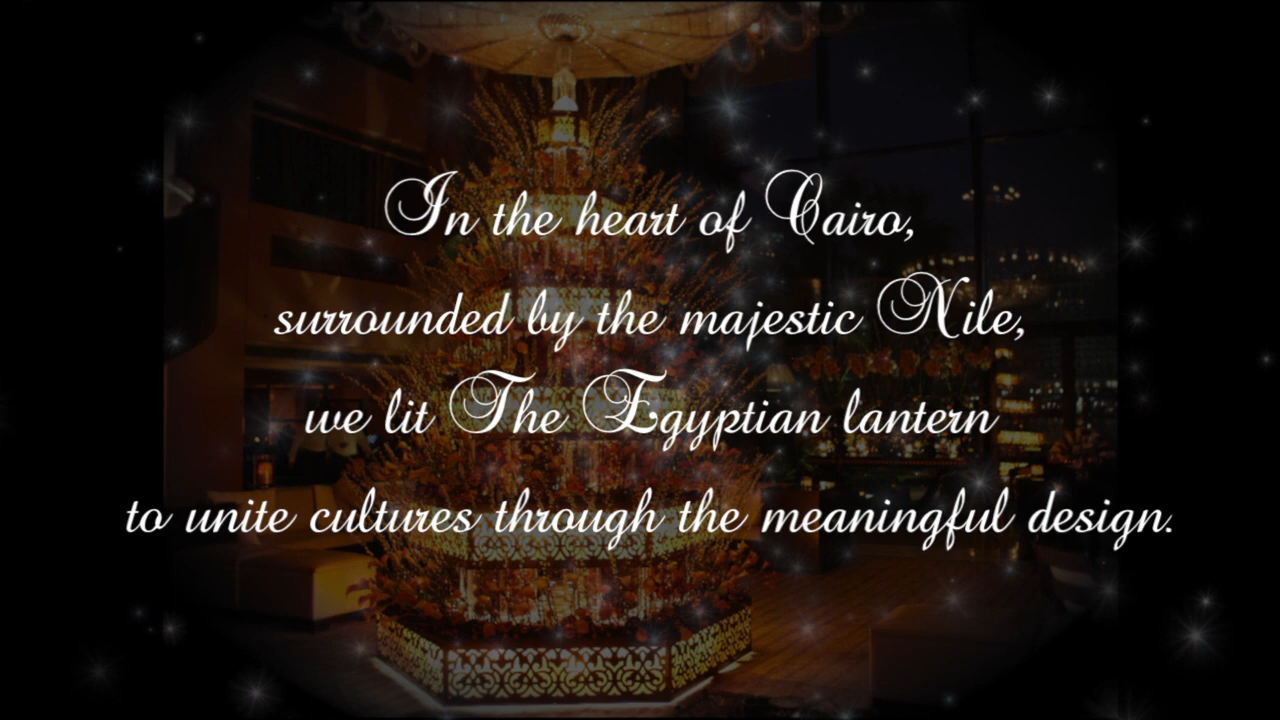 In the heart of Cairo,
surrounded by the majestic Nile,
we lit The Egyptian lantern
to unite cultures through the meaningful design.